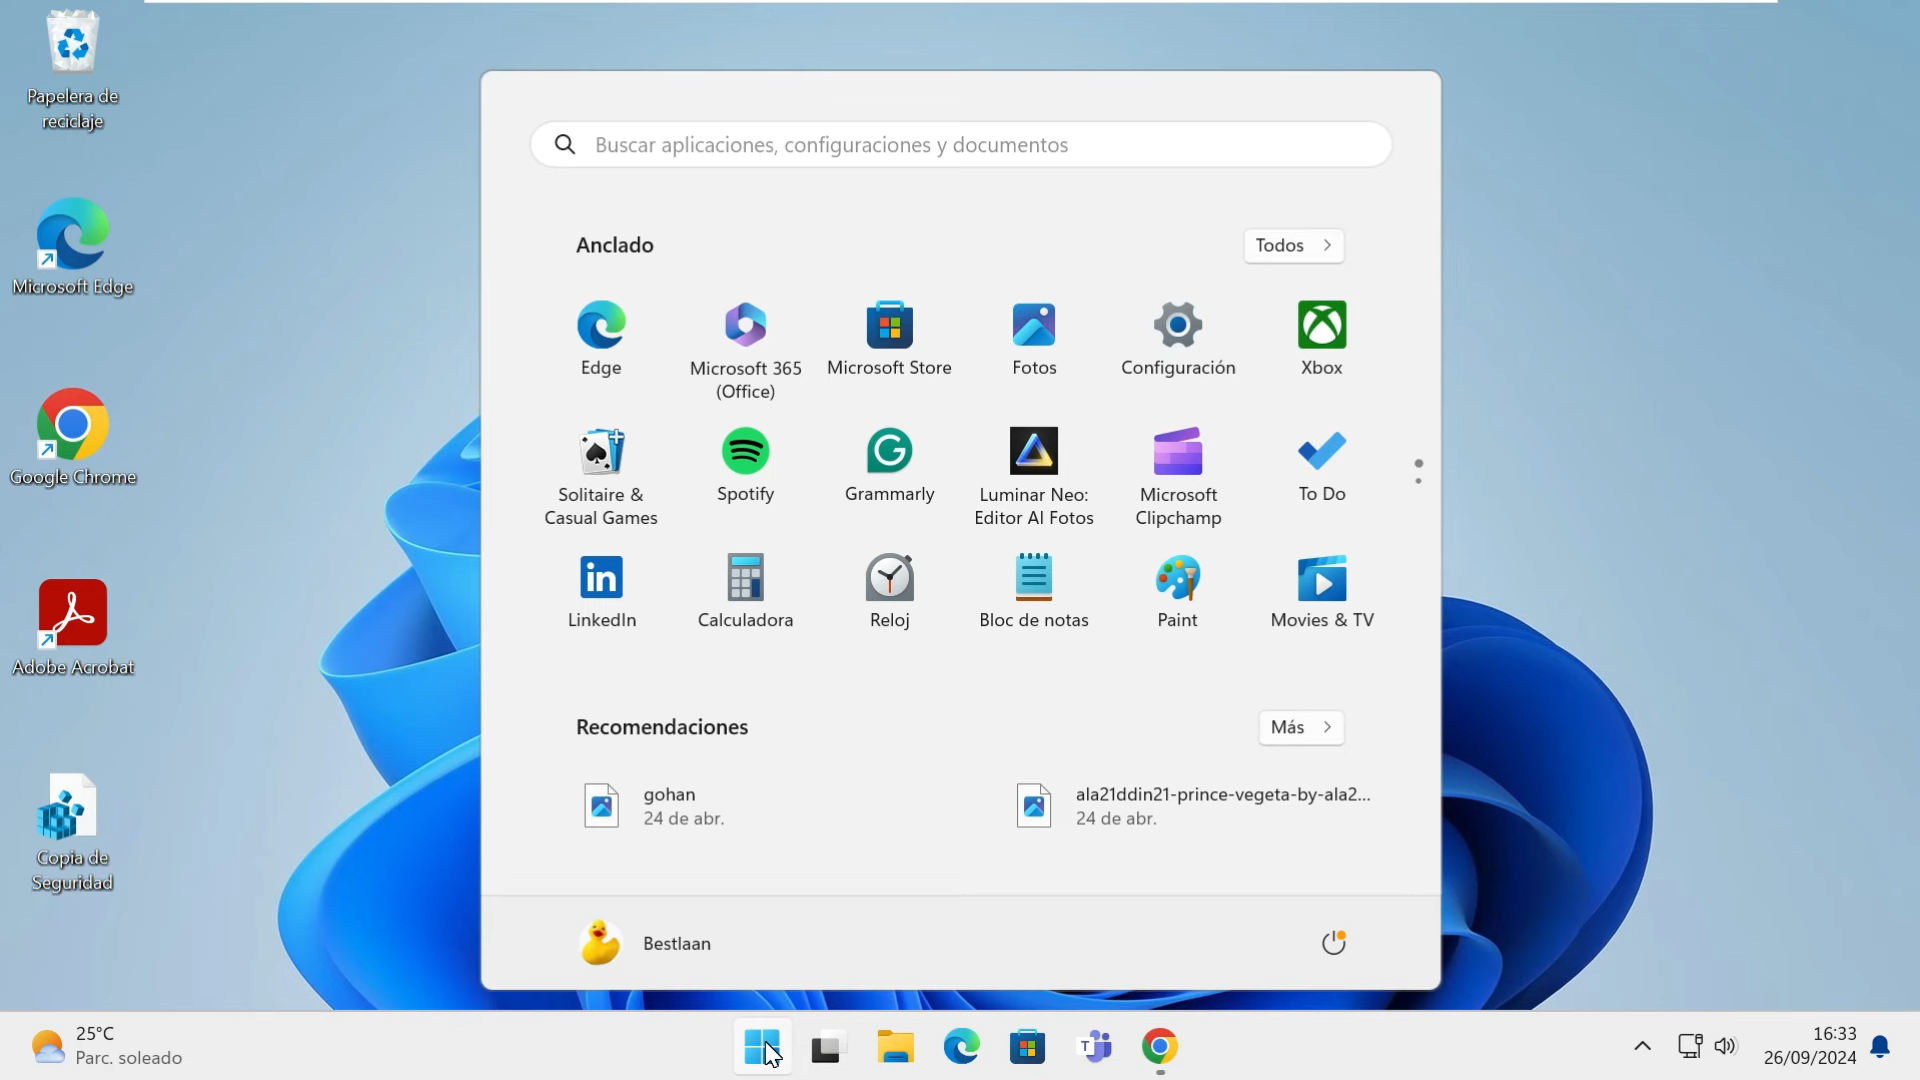 Papelera de
reciclaje
Microsoft Edge
Google Chrome
Adobe Acrobat
Copia de
Seguridad
Buscar aplicaciones, configuraciones y documentos
Anclado
Todos
Edge
Microsoft 365
(Office)
Microsoft Store
Fotos
Configuración
Xbox
Solitaire &
Casual Games
Spotify
Grammarly
Luminar Neo:
Editor AI Fotos
Microsoft
Clipchamp
To Do
LinkedIn
Calculadora
Reloj
Bloc de notas
Paint
Movies & TV
Recomendaciones
Más
gohan
24 de abr.
ala21ddin21-prince-vegeta-by-ala2...
24 de abr.
Bestlaan
25°C
Parc. soleado
16:33
26/09/2024